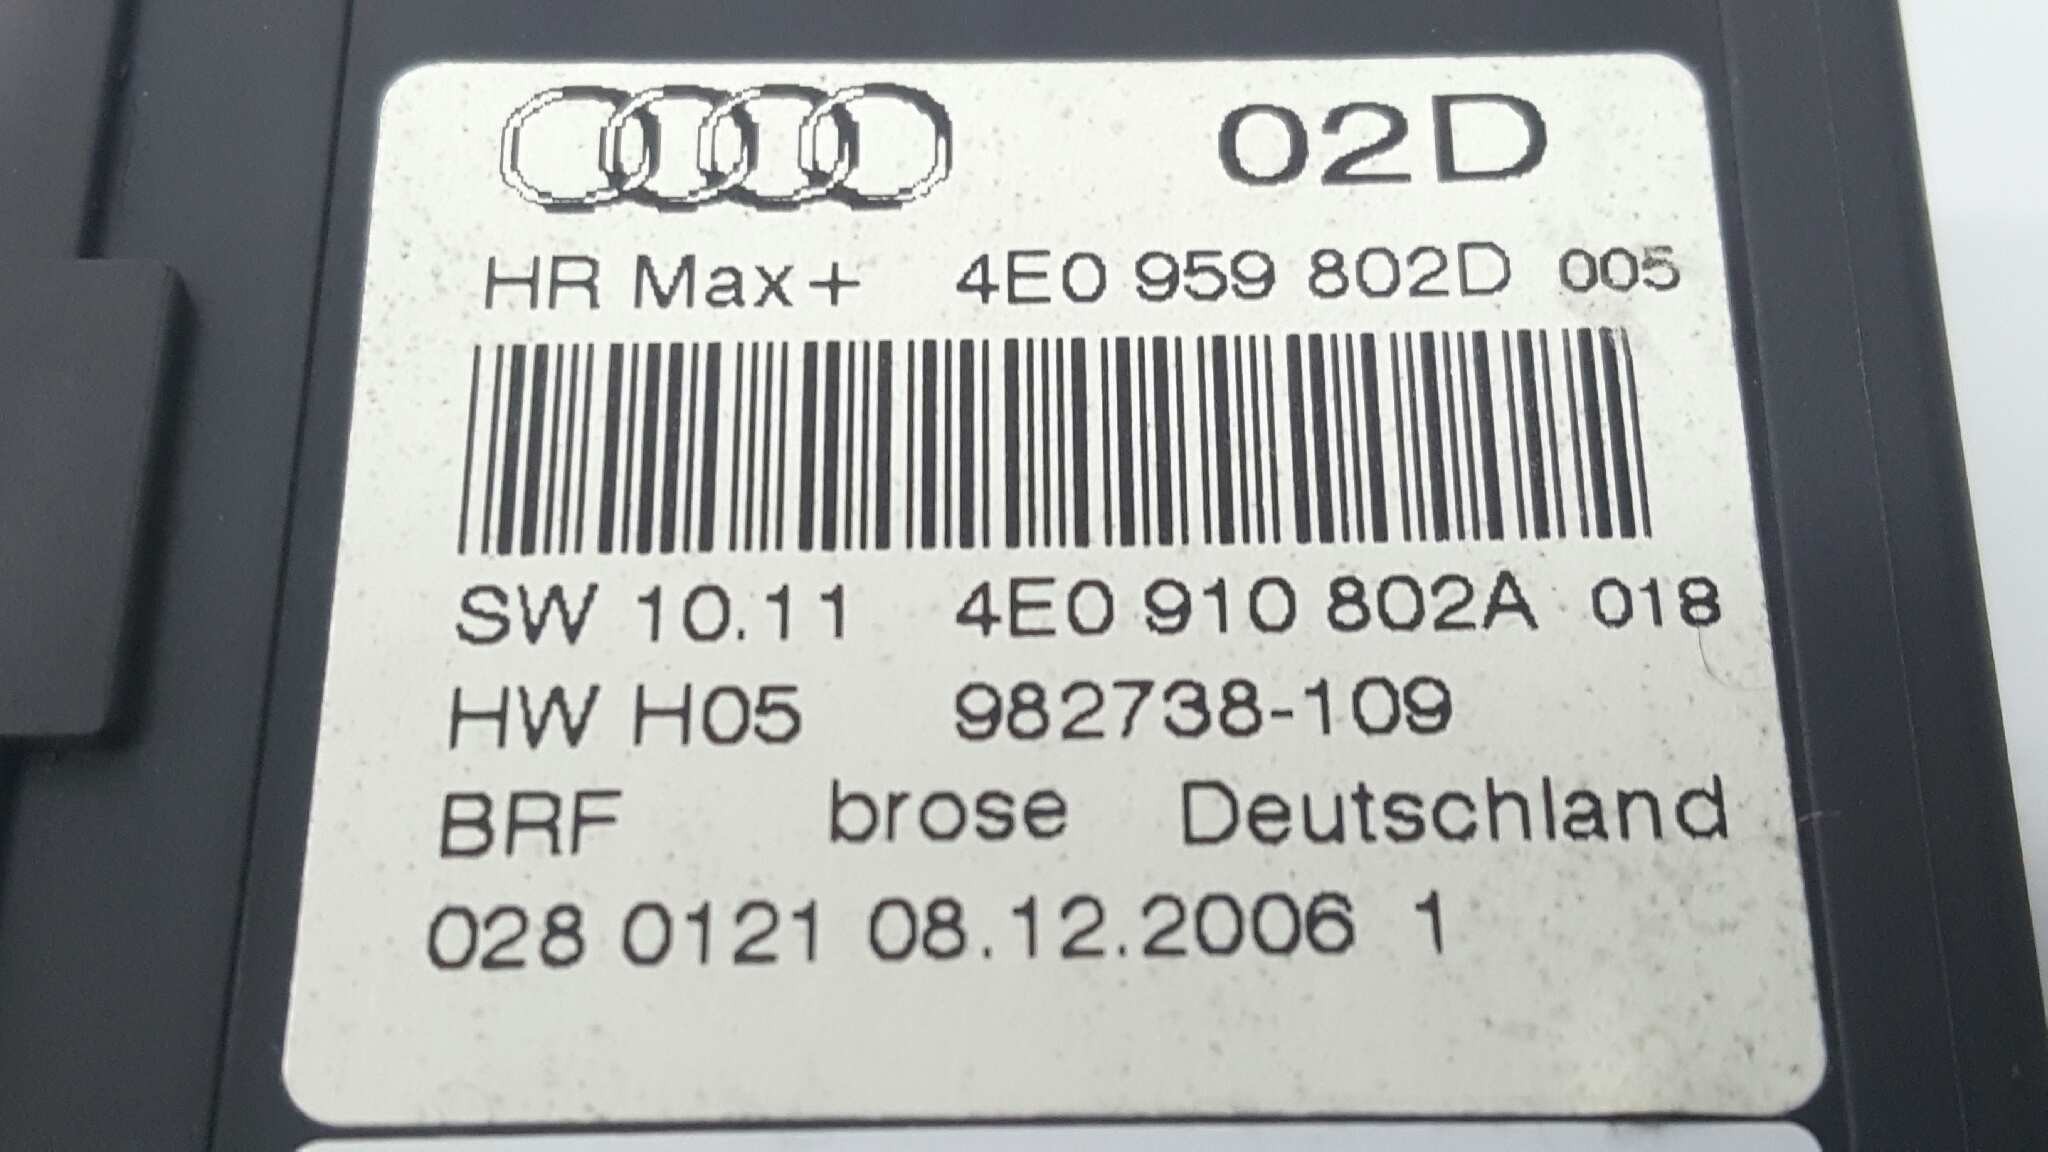 02D
HR Max+ 4E0 959 802D 005
SW 10.11 4E0 910 802A 018
HW H05 982738-109
BRF brose Deutschland
028 0121 08.12.2006 1